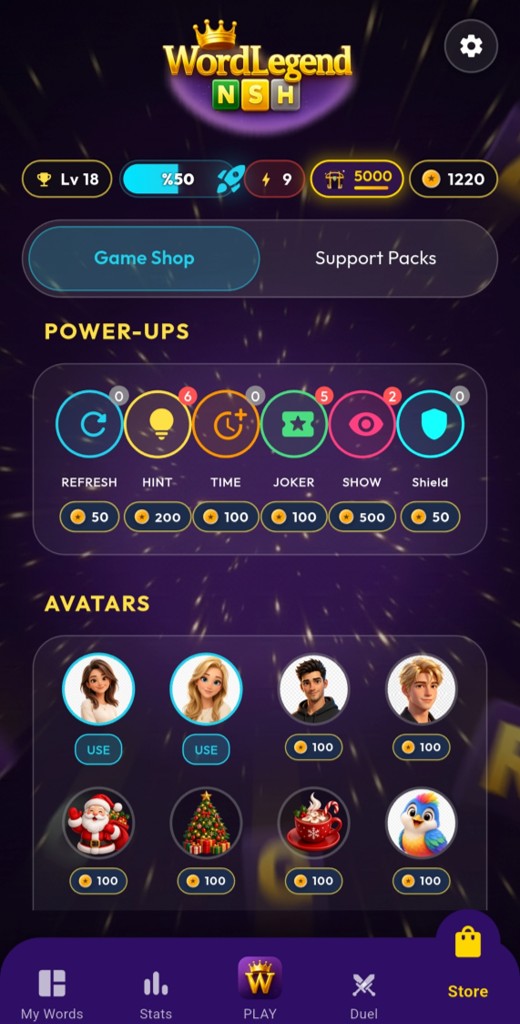 WordLegend
N S H
Lv 18 %50 9 5000 1220
Game Shop Support Packs
POWER-UPS
0 6 0 5 2 0
REFRESH HINT TIME JOKER SHOW Shield
50 200 100 100 500 50
AVATARS
USE USE 100 100
100 100 100 100
My Words Stats PLAY Duel Store